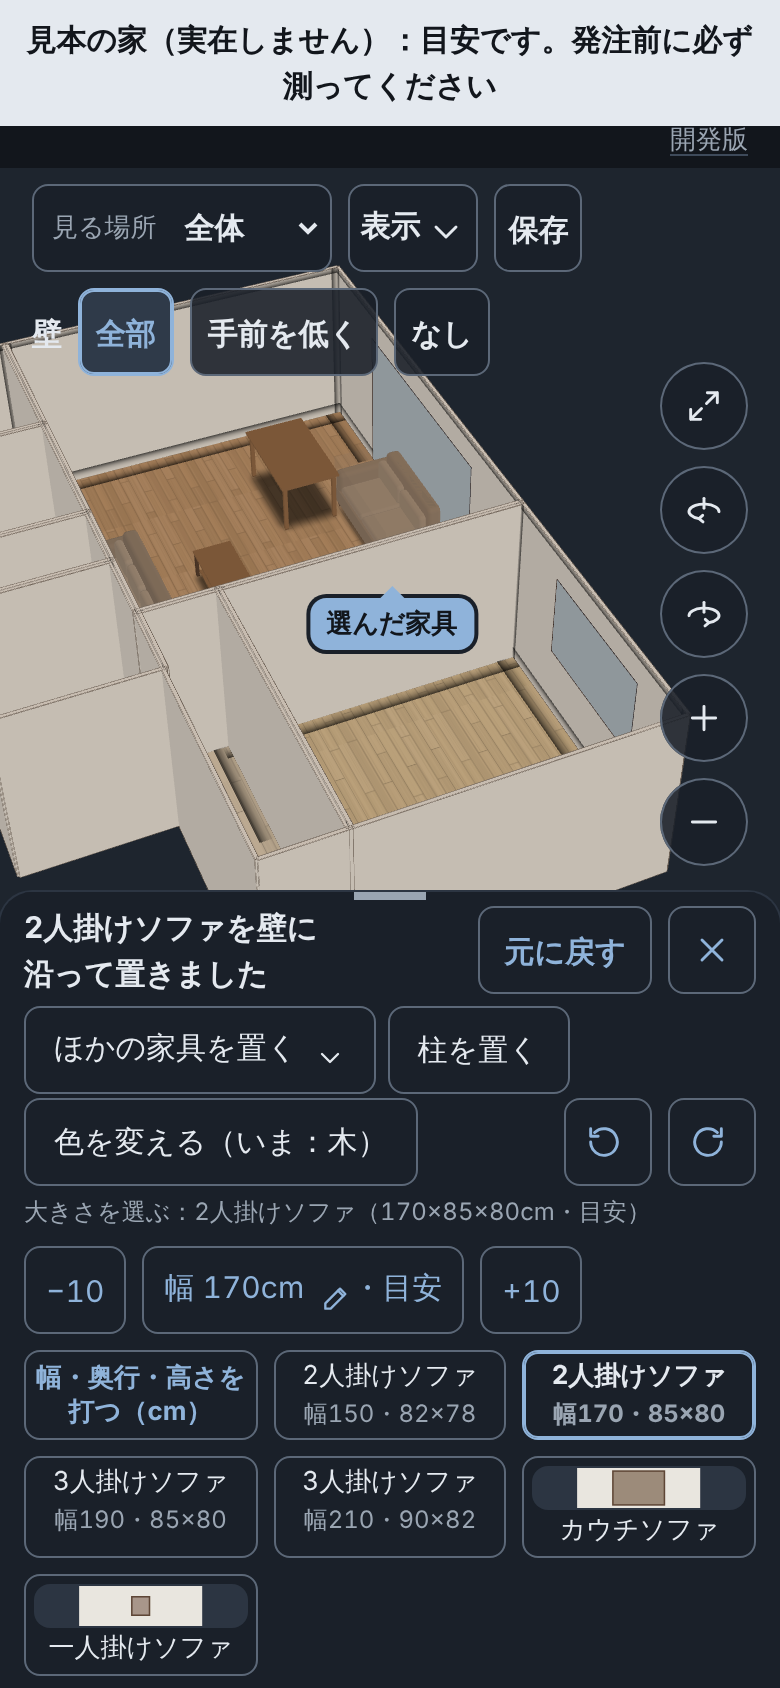 見本の家（実在しません）：目安です。発注前に必ず
測ってください
開発版
見る場所 全体
表示
保存
壁
全部
手前を低く
なし
選んだ家具
2人掛けソファを壁に
沿って置きました
元に戻す
ほかの家具を置く
柱を置く
色を変える（いま：木）
大きさを選ぶ：2人掛けソファ（170×85×80cm・目安）
−10
幅 170cm ・目安
+10
幅・奥行・高さを
打つ（cm）
2人掛けソファ
幅150・82×78
2人掛けソファ
幅170・85×80
3人掛けソファ
幅190・85×80
3人掛けソファ
幅210・90×82
カウチソファ
一人掛けソファ